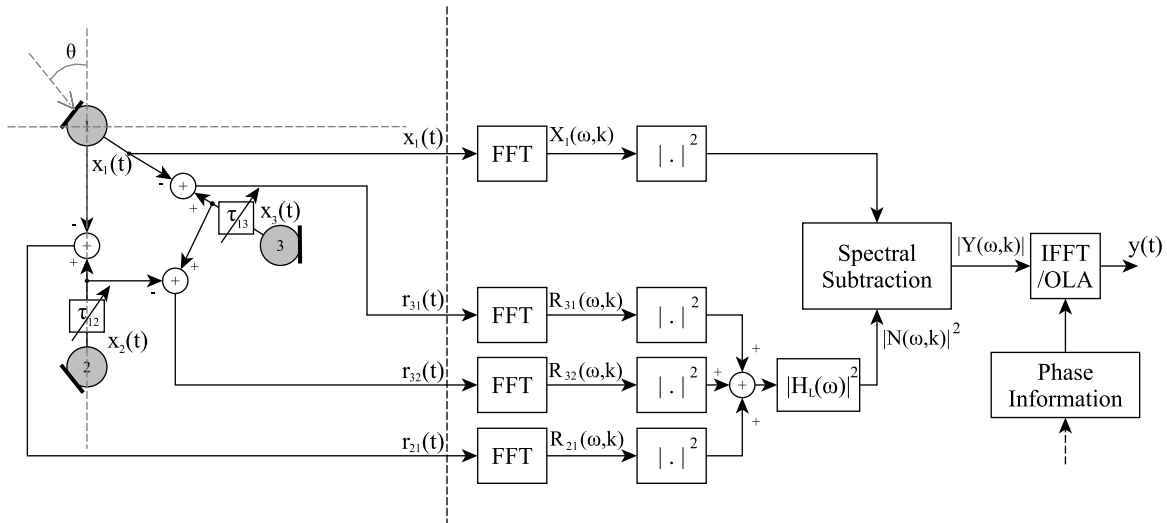 θ
1
x₁(t)
x₁(t)
FFT
X₁(ω,k)
| . |²
-
+
+
τ₁₃
x₃(t)
3
-
+
+
+
-
+
τ₁₂
x₂(t)
2
Spectral
Subtraction
|Y(ω,k)|
IFFT
/OLA
y(t)
r₃₁(t)
FFT
R₃₁(ω,k)
| . |²
+
|N(ω,k)|²
r₃₂(t)
FFT
R₃₂(ω,k)
| . |²
+
+
|H_L(ω)|²
Phase
Information
r₂₁(t)
FFT
R₂₁(ω,k)
| . |²
+